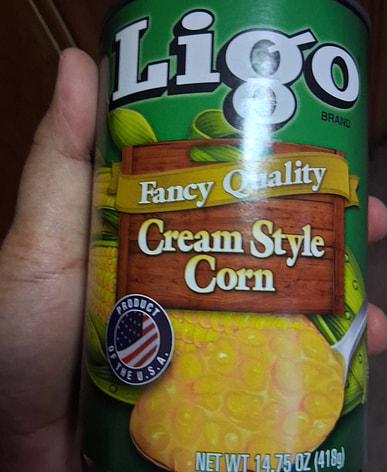 Ligo
BRAND
Fancy Quality
Cream Style
Corn
PRODUCT
OF THE U.S.A.
NET WT 14.75 OZ (418g)